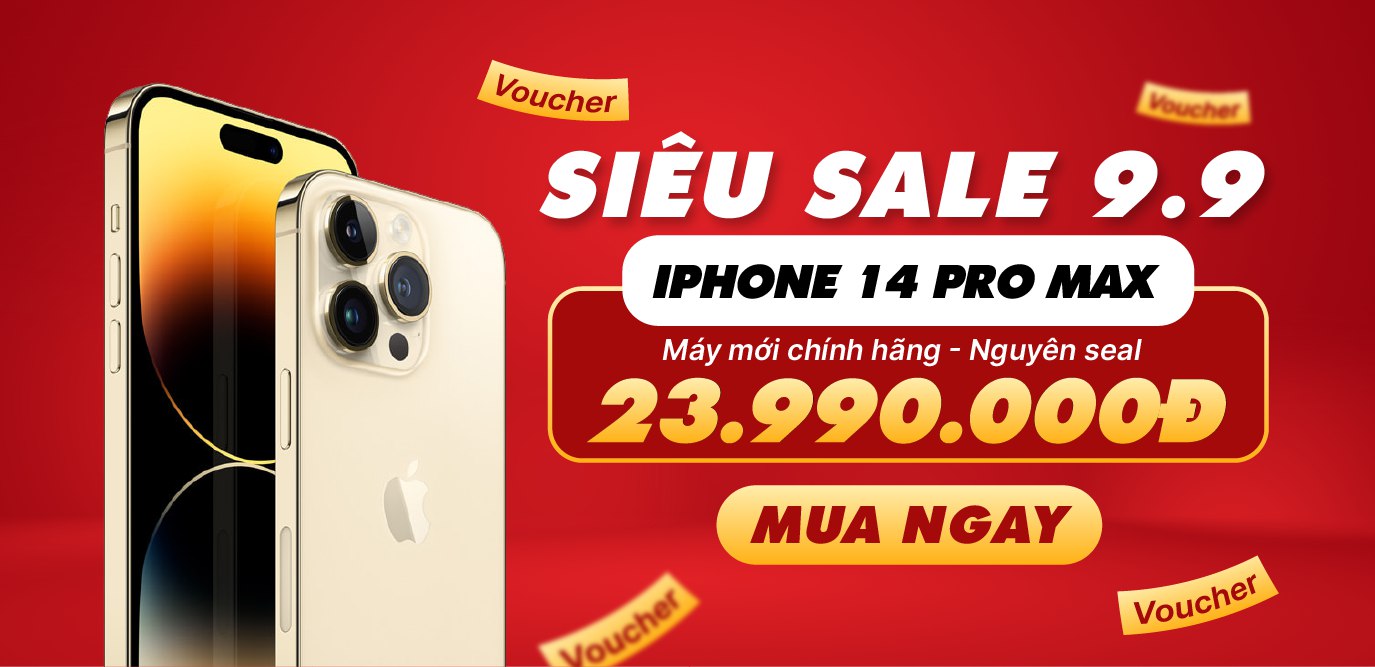 Voucher
Voucher
SIÊU SALE 9.9
IPHONE 14 PRO MAX
Máy mới chính hãng - Nguyên seal
23.990.000Đ
MUA NGAY
Voucher
Voucher